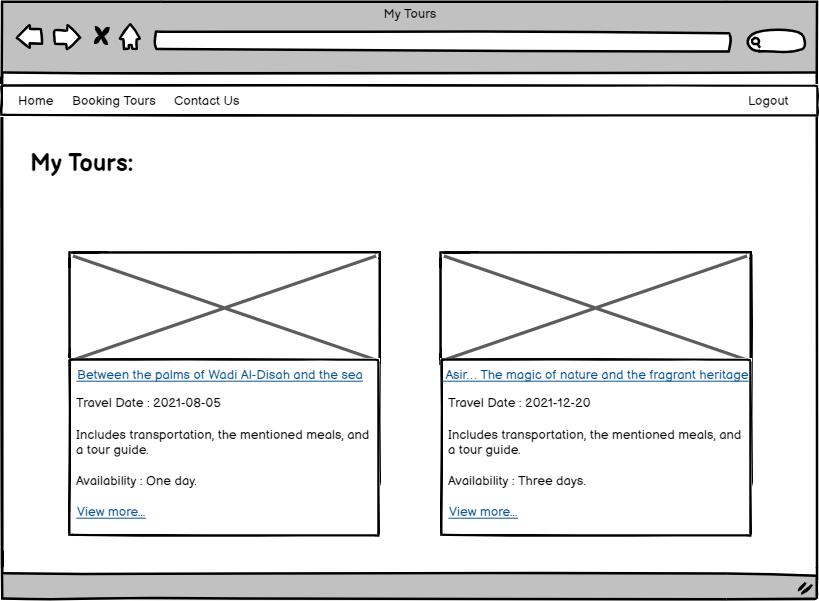 My Tours
Home Booking Tours Contact Us Logout
My Tours:
Between the palms of Wadi Al-Disah and the sea
Travel Date : 2021-08-05
Includes transportation, the mentioned meals, and
a tour guide.
Availability : One day.
View more...
Asir... The magic of nature and the fragrant heritage
Travel Date : 2021-12-20
Includes transportation, the mentioned meals, and
a tour guide.
Availability : Three days.
View more...